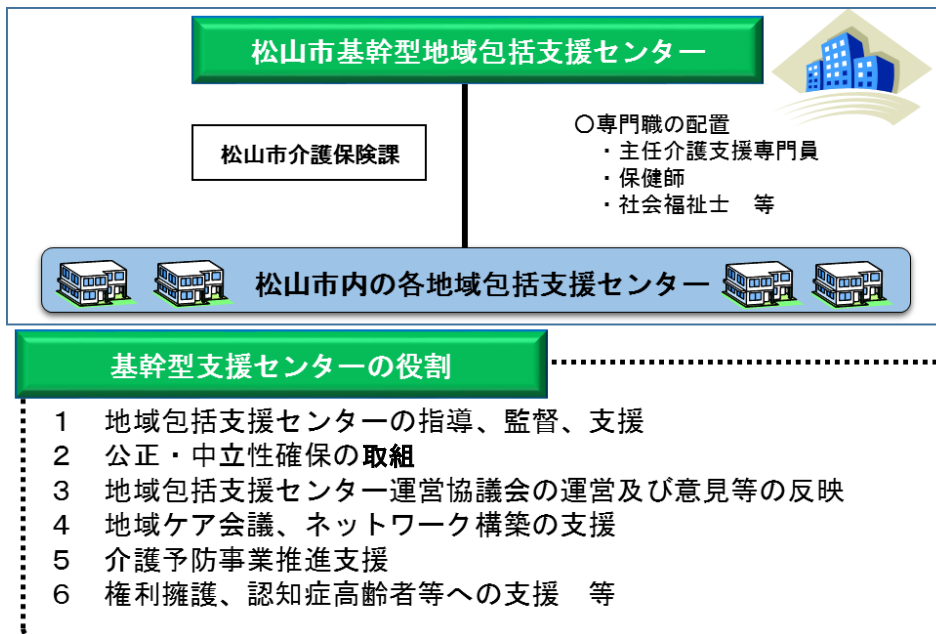 松山市基幹型地域包括支援センター
松山市介護保険課
〇専門職の配置
・主任介護支援専門員
・保健師
・社会福祉士　等
松山市内の各地域包括支援センター
基幹型支援センターの役割
1　地域包括支援センターの指導、監督、支援
2　公正・中立性確保の取組
3　地域包括支援センター運営協議会の運営及び意見等の反映
4　地域ケア会議、ネットワーク構築の支援
5　介護予防事業推進支援
6　権利擁護、認知症高齢者等への支援　等